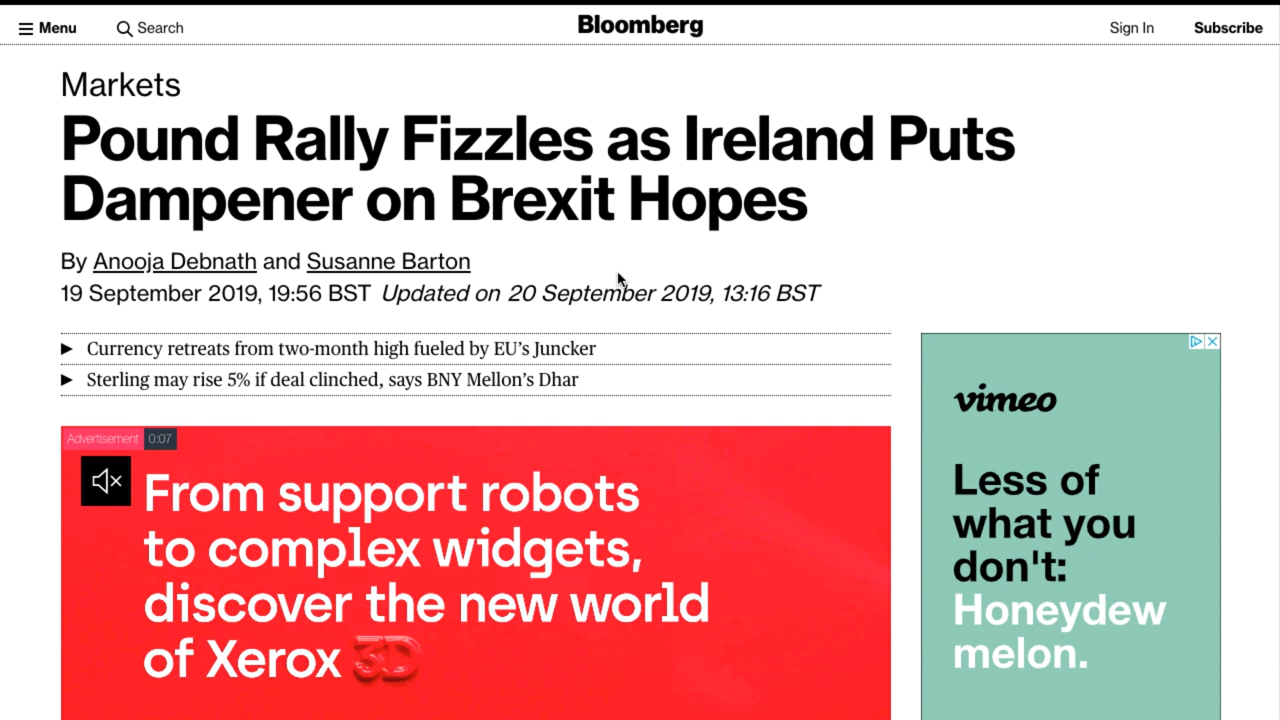 Menu
Search
Bloomberg
Sign In
Subscribe
Markets
Pound Rally Fizzles as Ireland Puts
Dampener on Brexit Hopes
By Anooja Debnath and Susanne Barton
19 September 2019, 19:56 BST Updated on 20 September 2019, 13:16 BST
Currency retreats from two-month high fueled by EU's Juncker
Sterling may rise 5% if deal clinched, says BNY Mellon's Dhar
Advertisement 0:07
From support robots
to complex widgets,
discover the new world
of Xerox 3D
vimeo
Less of
what you
don't:
Honeydew
melon.